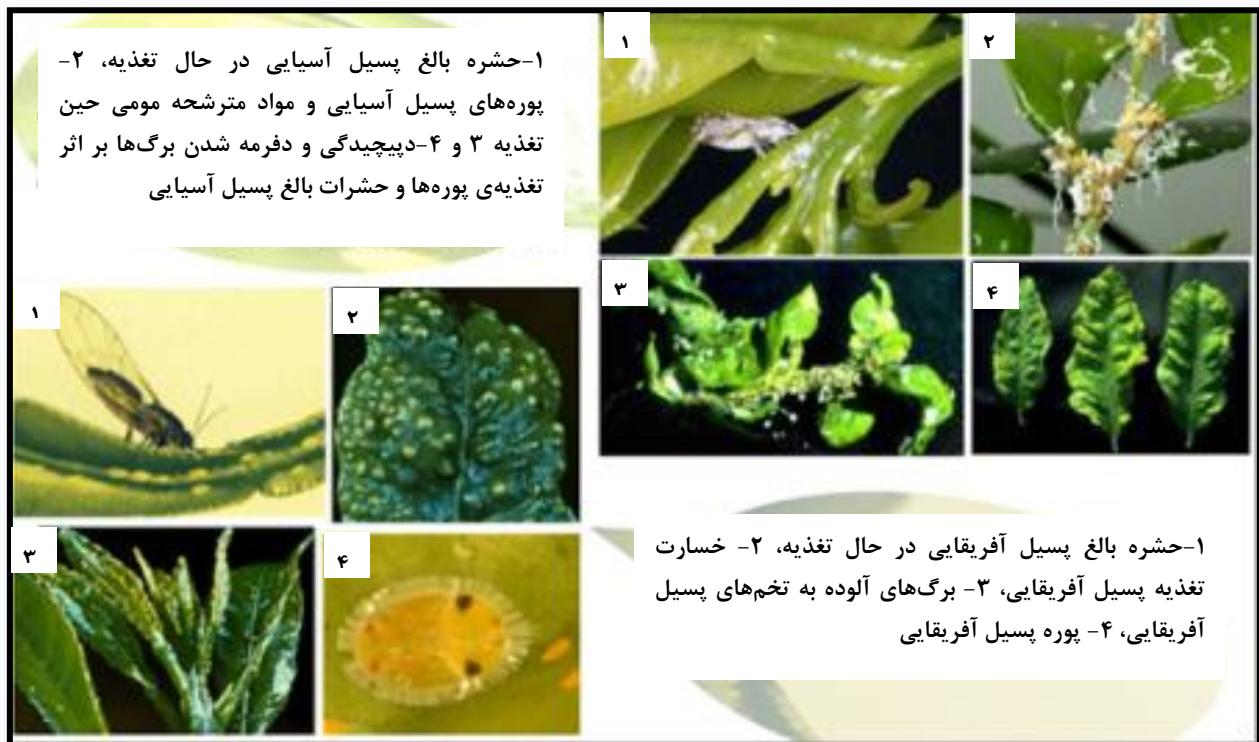 ۱-حشره بالغ پسیل آسیایی در حال تغذیه، ۲-
پوره‌های پسیل آسیایی و مواد مترشحه مومی حین
تغذیه ۳ و ۴-دپیچیدگی و دفرمه شدن برگ‌ها بر اثر
تغذیه‌ی پوره‌ها و حشرات بالغ پسیل آسیایی
۱
۲
۳
۴
۱
۲
۳
۴
۱-حشره بالغ پسیل آفریقایی در حال تغذیه، ۲- خسارت
تغذیه پسیل آفریقایی، ۳- برگ‌های آلوده به تخم‌های پسیل
آفریقایی، ۴- پوره پسیل آفریقایی